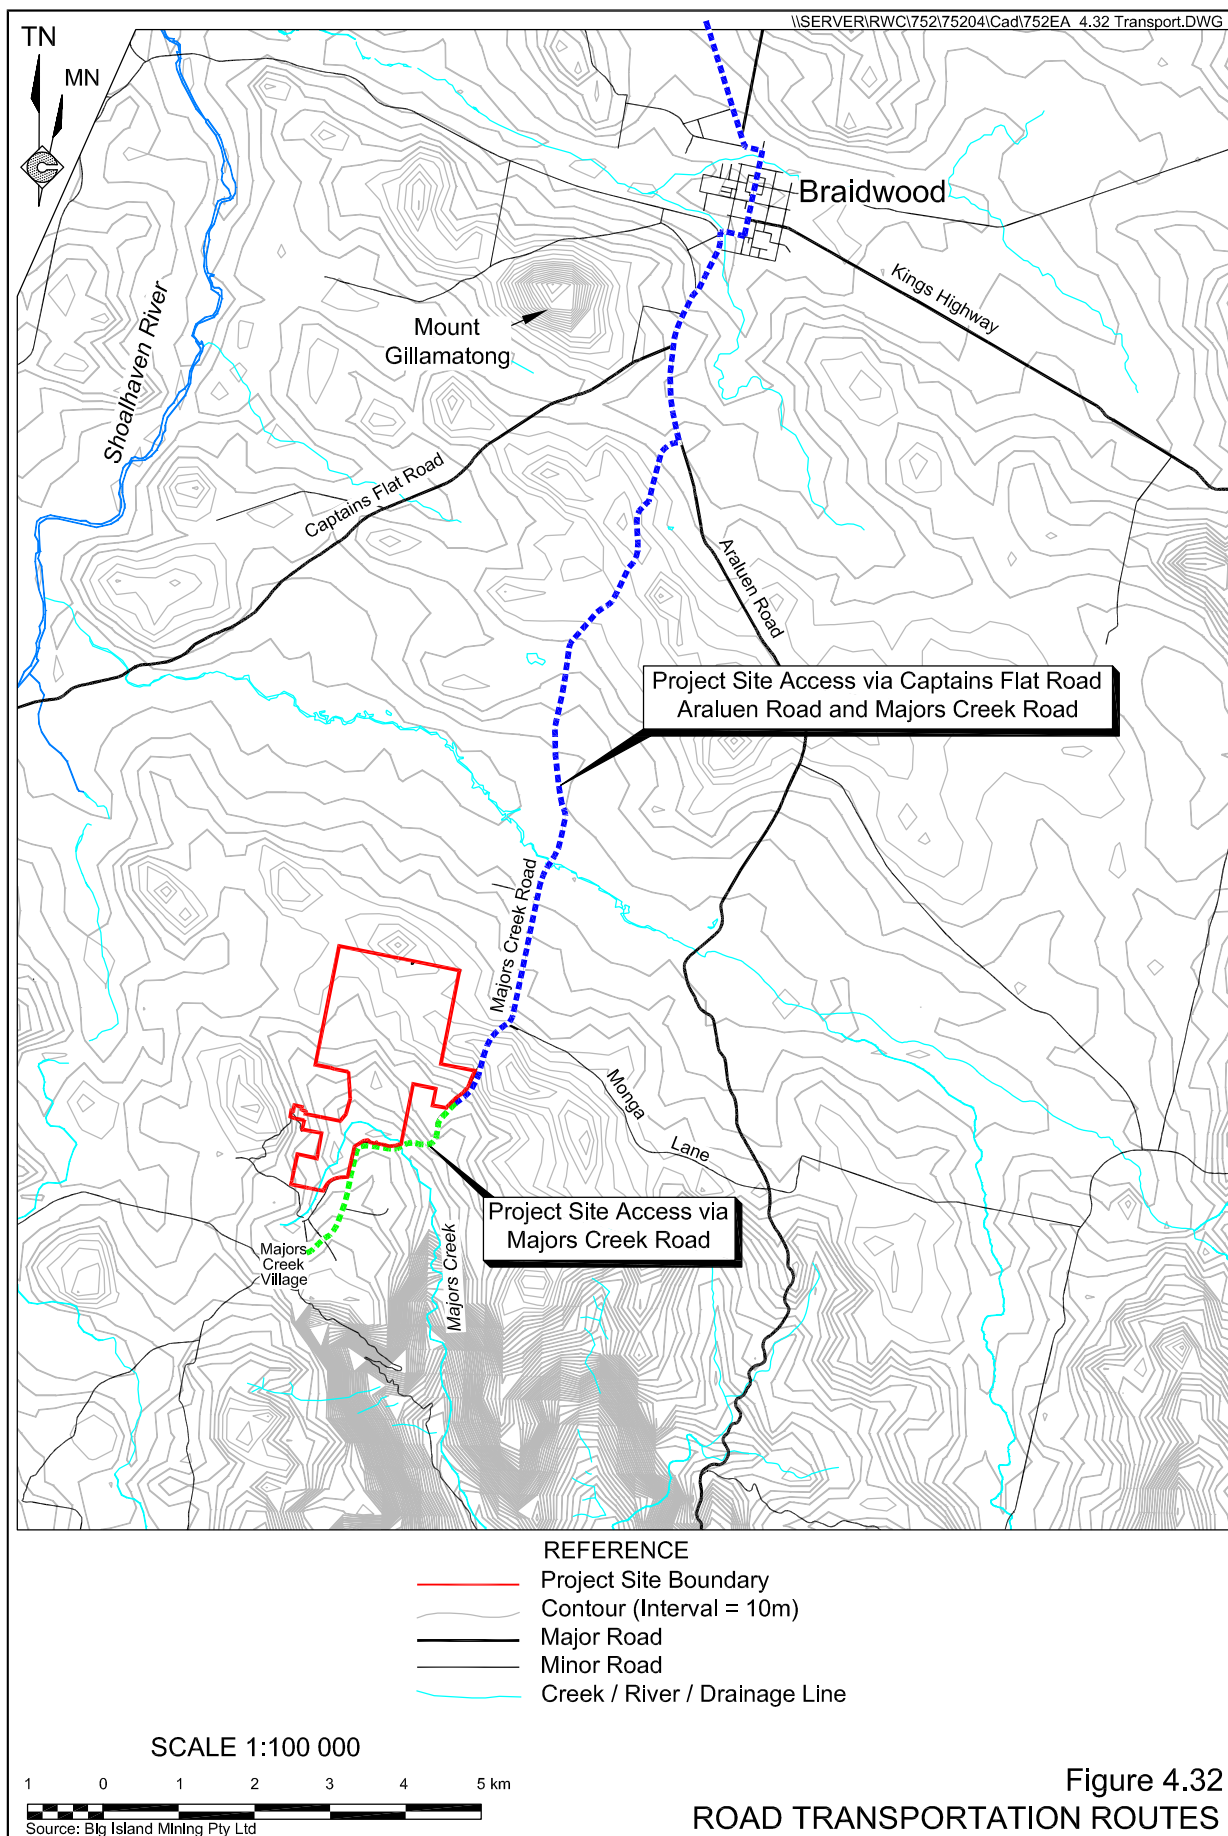 \\SERVER\RWC\752\75204\Cad\752EA 4.32 Transport.DWG
TN
MN
Braidwood
Kings Highway
Shoalhaven River
Mount
Gillamatong
Captains Flat Road
Araluen Road
Project Site Access via Captains Flat Road
Araluen Road and Majors Creek Road
Majors Creek Road
Monga
Lane
Project Site Access via
Majors Creek Road
Majors
Creek
Village
Majors Creek
REFERENCE
Project Site Boundary
Contour (Interval = 10m)
Major Road
Minor Road
Creek / River / Drainage Line
SCALE 1:100 000
1 0 1 2 3 4 5 km
Source: Big Island Mining Pty Ltd
Figure 4.32
ROAD TRANSPORTATION ROUTES